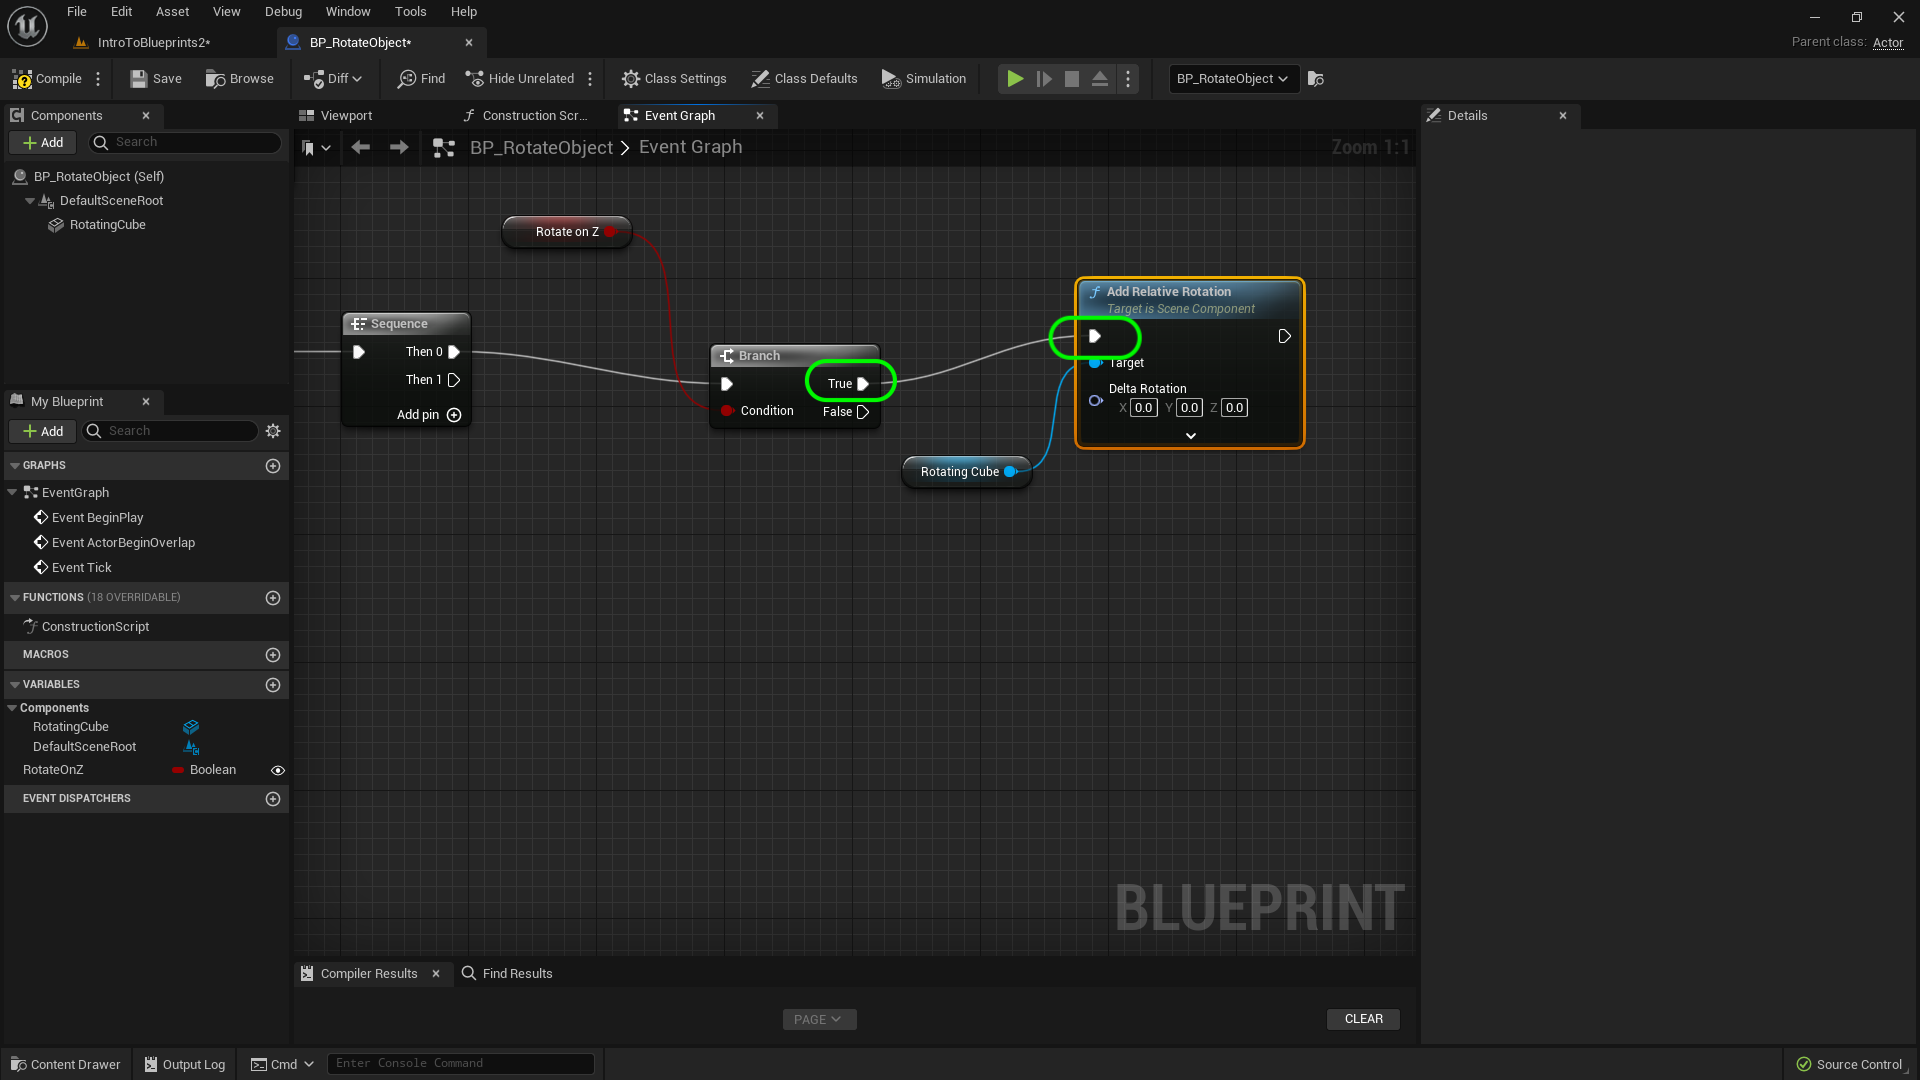 File Edit Asset View Debug Window Tools Help
IntroToBlueprints2*
BP_RotateObject*
Parent class: Actor
Compile
Save
Browse
Diff
Find
Hide Unrelated
Class Settings
Class Defaults
Simulation
BP_RotateObject
Components
Add
Search
BP_RotateObject (Self)
DefaultSceneRoot
RotatingCube
My Blueprint
Add
Search
GRAPHS
EventGraph
Event BeginPlay
Event ActorBeginOverlap
Event Tick
FUNCTIONS (18 OVERRIDABLE)
ConstructionScript
MACROS
VARIABLES
Components
RotatingCube
DefaultSceneRoot
RotateOnZ Boolean
EVENT DISPATCHERS
Viewport
Construction Scr...
Event Graph
BP_RotateObject > Event Graph
Zoom 1:1
Rotate on Z
Sequence
Then 0
Then 1
Add pin
Branch
True
Condition
False
Rotating Cube
Add Relative Rotation
Target is Scene Component
Target
Delta Rotation
X 0.0 Y 0.0 Z 0.0
BLUEPRINT
Compiler Results
Find Results
PAGE
CLEAR
Details
Content Drawer
Output Log
Cmd
Enter Console Command
Source Control